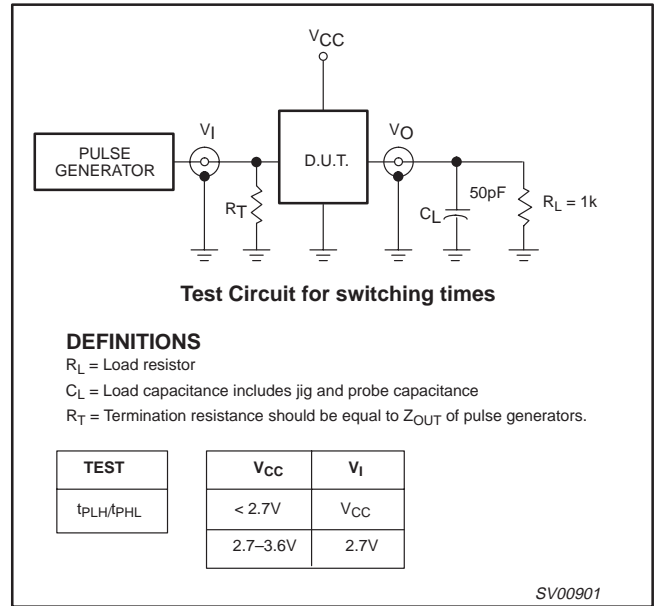 VCC
PULSE
GENERATOR
VI
RT
D.U.T.
VO
50pF
CL
RL = 1k
Test Circuit for switching times
DEFINITIONS
RL = Load resistor
CL = Load capacitance includes jig and probe capacitance
RT = Termination resistance should be equal to ZOUT of pulse generators.
TEST
tPLH/tPHL
VCC VI
< 2.7V VCC
2.7–3.6V 2.7V
SV00901